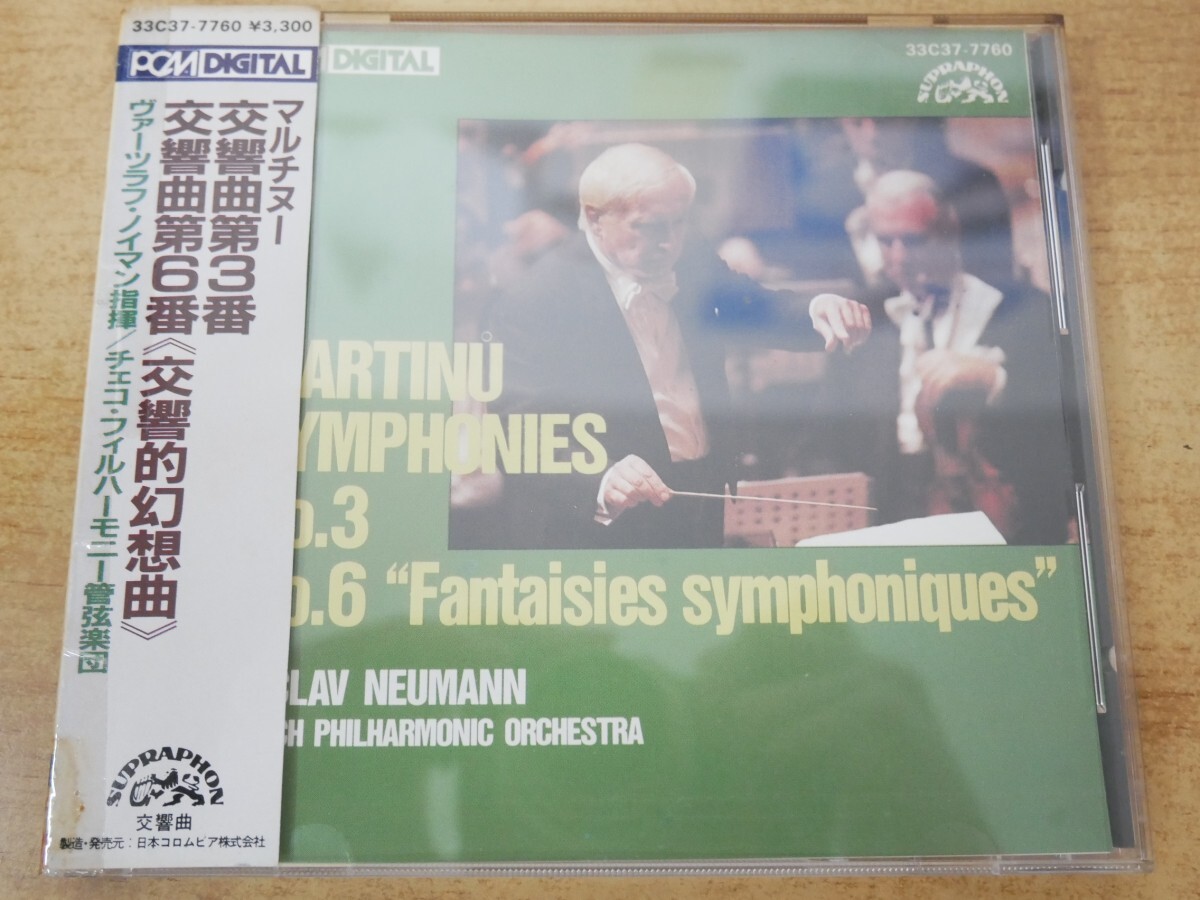 33C37-7760 ¥3,300
PCM DIGITAL
マルチヌー
交響曲第3番
交響曲第6番《交響的幻想曲》
ヴァーツラフ・ノイマン指揮/チェコ・フィルハーモニー管弦楽団
SUPRAPHON
交響曲
製造・発売元:日本コロムビア株式会社
DIGITAL
33C37-7760
SUPRAPHON
ARTINŮ
YMPHONIES
o.3
o.6 “Fantaisies symphoniques”
CLAV NEUMANN
CH PHILHARMONIC ORCHESTRA